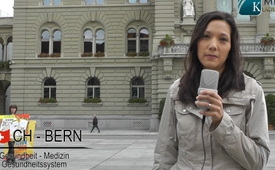 K
CH - BERN
Gesundheit - Medizin
Gesundheitssystem